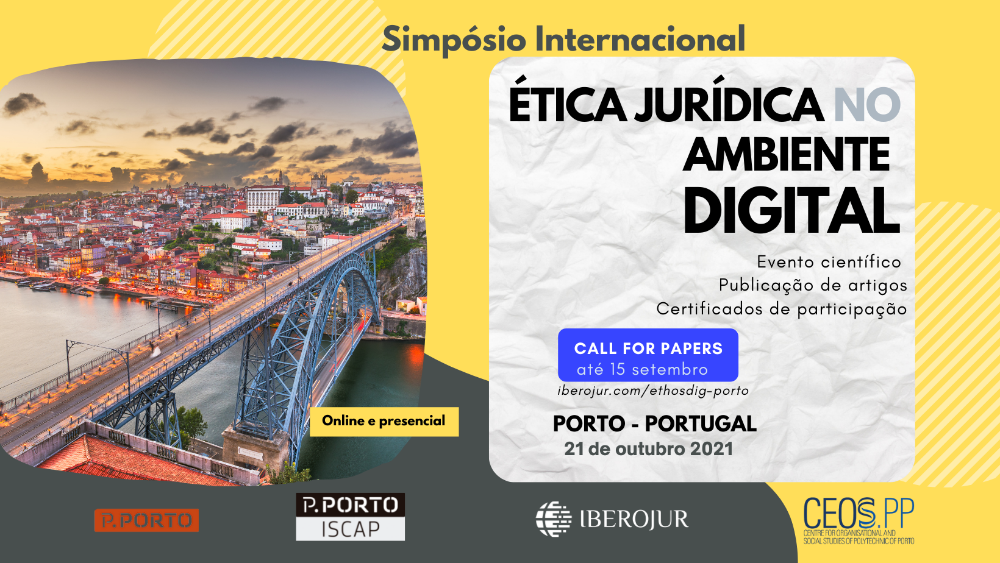 Simpósio Internacional
ÉTICA JURÍDICA NO
AMBIENTE
DIGITAL
Evento científico
Publicação de artigos
Certificados de participação
CALL FOR PAPERS
até 15 setembro
iberojur.com/ethosdig-porto
Online e presencial
PORTO - PORTUGAL
21 de outubro 2021
P.PORTO
P.PORTO
ISCAP
IBEROJUR
CEOS.PP
CENTRE FOR ORGANISATIONAL AND
SOCIAL STUDIES OF POLYTECHNIC OF PORTO